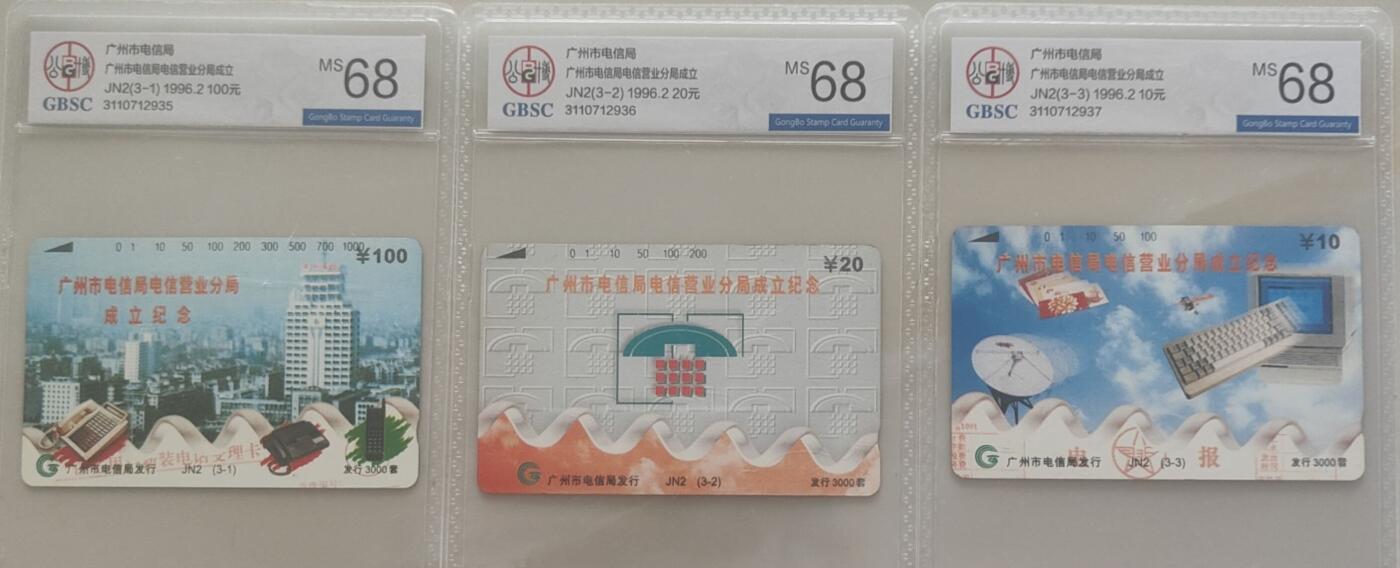 广州市电信局
广州市电信局电信营业分局成立
JN2(3-1) 1996.2 100元
3110712935
GBSC
MS 68
GongBo Stamp Card Guaranty
0 1 10 50 100 200 300 500 700 1000
¥100
广州市电信局电信营业分局
成立纪念
广州市电信局发行 JN2 (3-1)
发行3000套
广州市电信局
广州市电信局电信营业分局成立
JN2(3-2) 1996.2 20元
3110712936
GBSC
MS 68
GongBo Stamp Card Guaranty
0 1 10 50 100 200
¥20
广州市电信局电信营业分局成立纪念
广州市电信局发行 JN2 (3-2)
发行3000套
广州市电信局
广州市电信局电信营业分局成立
JN2(3-3) 1996.2 10元
3110712937
GBSC
MS 68
GongBo Stamp Card Guaranty
0 1 10 50 100
¥10
广州市电信局电信营业分局成立纪念
电报
广州市电信局发行 JN2 (3-3)
发行3000套